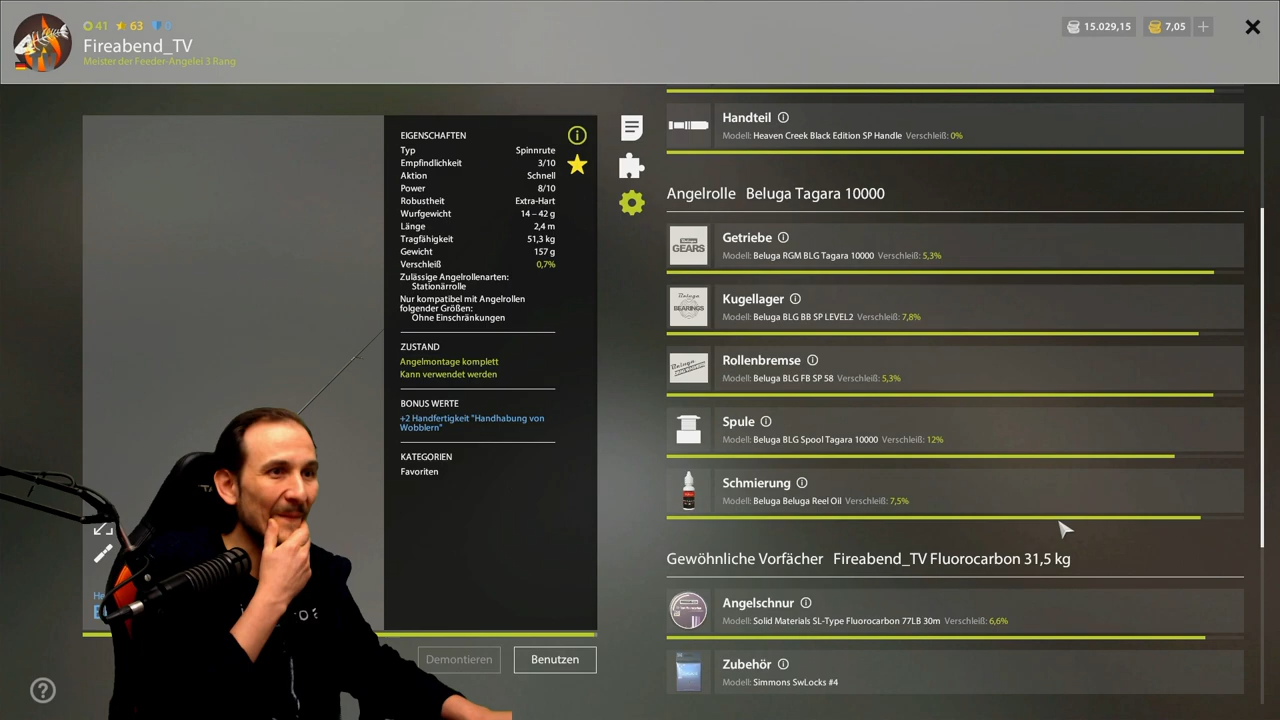 41 63 0
Fireabend_TV
Meister der Feeder-Angelei 3 Rang
15.029,15
7,05
EIGENSCHAFTEN
Typ Spinnrute
Empfindlichkeit 3/10
Aktion Schnell
Power 8/10
Robustheit Extra-Hart
Wurfgewicht 14 – 42 g
Länge 2,4 m
Tragfähigkeit 51,3 kg
Gewicht 157 g
Verschleiß 0,7%
Zulässige Angelrollenarten:
Stationärrolle
Nur kompatibel mit Angelrollen
folgender Größen:
Ohne Einschränkungen
ZUSTAND
Angelmontage komplett
Kann verwendet werden
BONUS WERTE
+2 Handfertigkeit "Handhabung von
Wobblern"
KATEGORIEN
Favoriten
Demontieren
Benutzen
Handteil
Modell: Heaven Creek Black Edition SP Handle Verschleiß: 0%
Angelrolle Beluga Tagara 10000
GEARS
Getriebe
Modell: Beluga RGM BLG Tagara 10000 Verschleiß: 5,3%
Beluga
BEARINGS
Kugellager
Modell: Beluga BLG BB SP LEVEL2 Verschleiß: 7,8%
Beluga
Rollenbremse
Modell: Beluga BLG FB SP 58 Verschleiß: 5,3%
Spule
Modell: Beluga BLG Spool Tagara 10000 Verschleiß: 12%
Schmierung
Modell: Beluga Beluga Reel Oil Verschleiß: 7,5%
Gewöhnliche Vorfächer Fireabend_TV Fluorocarbon 31,5 kg
Angelschnur
Modell: Solid Materials SL-Type Fluorocarbon 77LB 30m Verschleiß: 6,6%
Zubehör
Modell: Simmons SwLocks #4
?